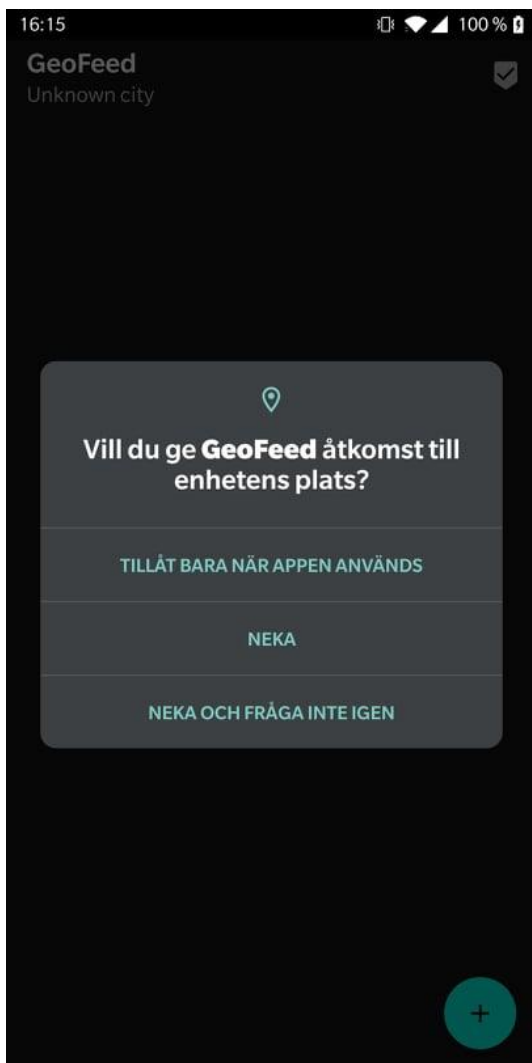 16:15
100 %
GeoFeed
Unknown city
Vill du ge GeoFeed åtkomst till
enhetens plats?
TILLÅT BARA NÄR APPEN ANVÄNDS
NEKA
NEKA OCH FRÅGA INTE IGEN
+